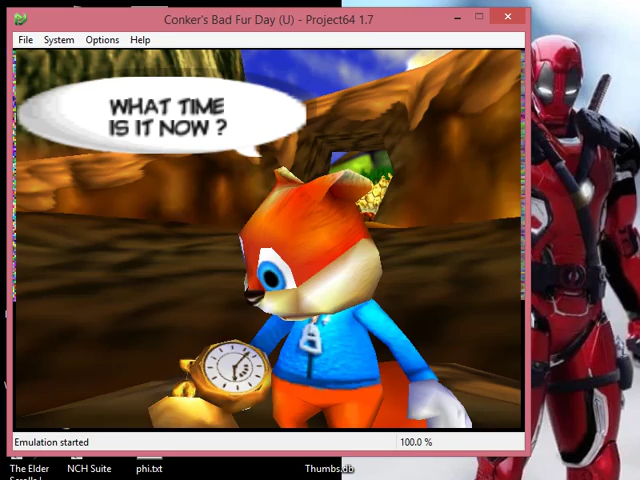 Conker's Bad Fur Day (U) - Project64 1.7
File System Options Help
WHAT TIME
IS IT NOW ?
Emulation started 100.0 %
The Elder NCH Suite phi.txt Thumbs.db
Scrolls I